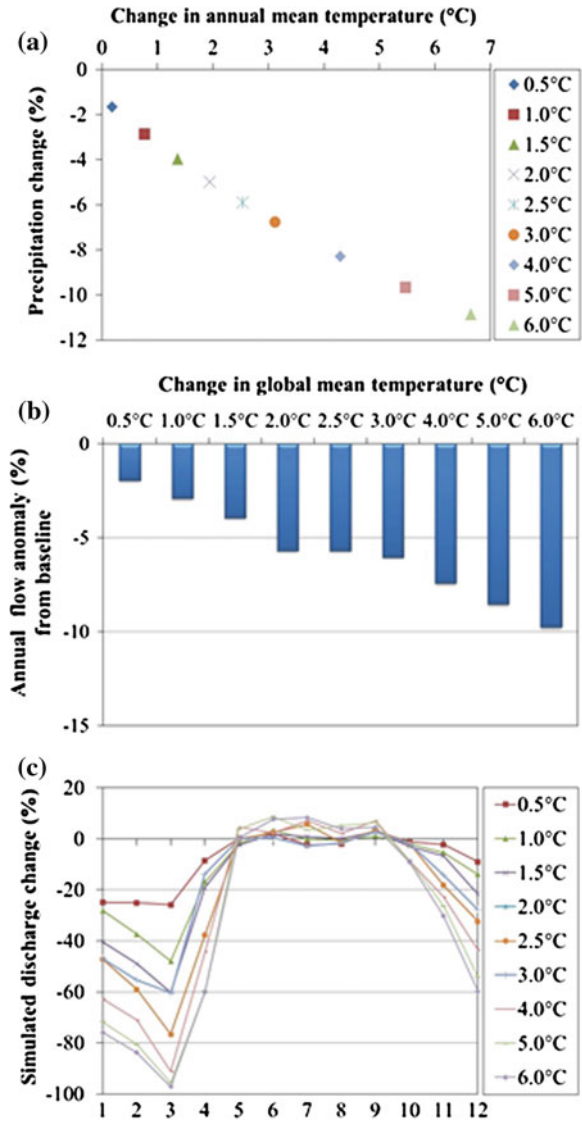 Change in annual mean temperature (°C)
(a)
0 1 2 3 4 5 6 7
0
-2
-4
-6
-8
-10
-12
Precipitation change (%)
0.5°C
1.0°C
1.5°C
2.0°C
2.5°C
3.0°C
4.0°C
5.0°C
6.0°C
Change in global mean temperature (°C)
(b)
0.5°C 1.0°C 1.5°C 2.0°C 2.5°C 3.0°C 4.0°C 5.0°C 6.0°C
0
-5
-10
-15
Annual flow anomaly (%)
from baseline
(c)
20
0
-20
-40
-60
-80
-100
Simulated discharge change (%)
1 2 3 4 5 6 7 8 9 10 11 12
0.5°C
1.0°C
1.5°C
2.0°C
2.5°C
3.0°C
4.0°C
5.0°C
6.0°C